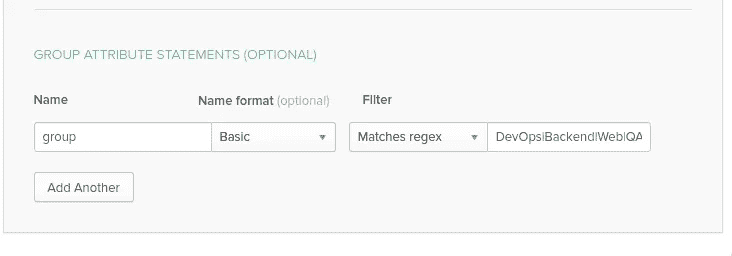 GROUP ATTRIBUTE STATEMENTS (OPTIONAL)
Name Name format (optional) Filter
group Basic Matches regex DevOps|Backend|Web|QA
Add Another